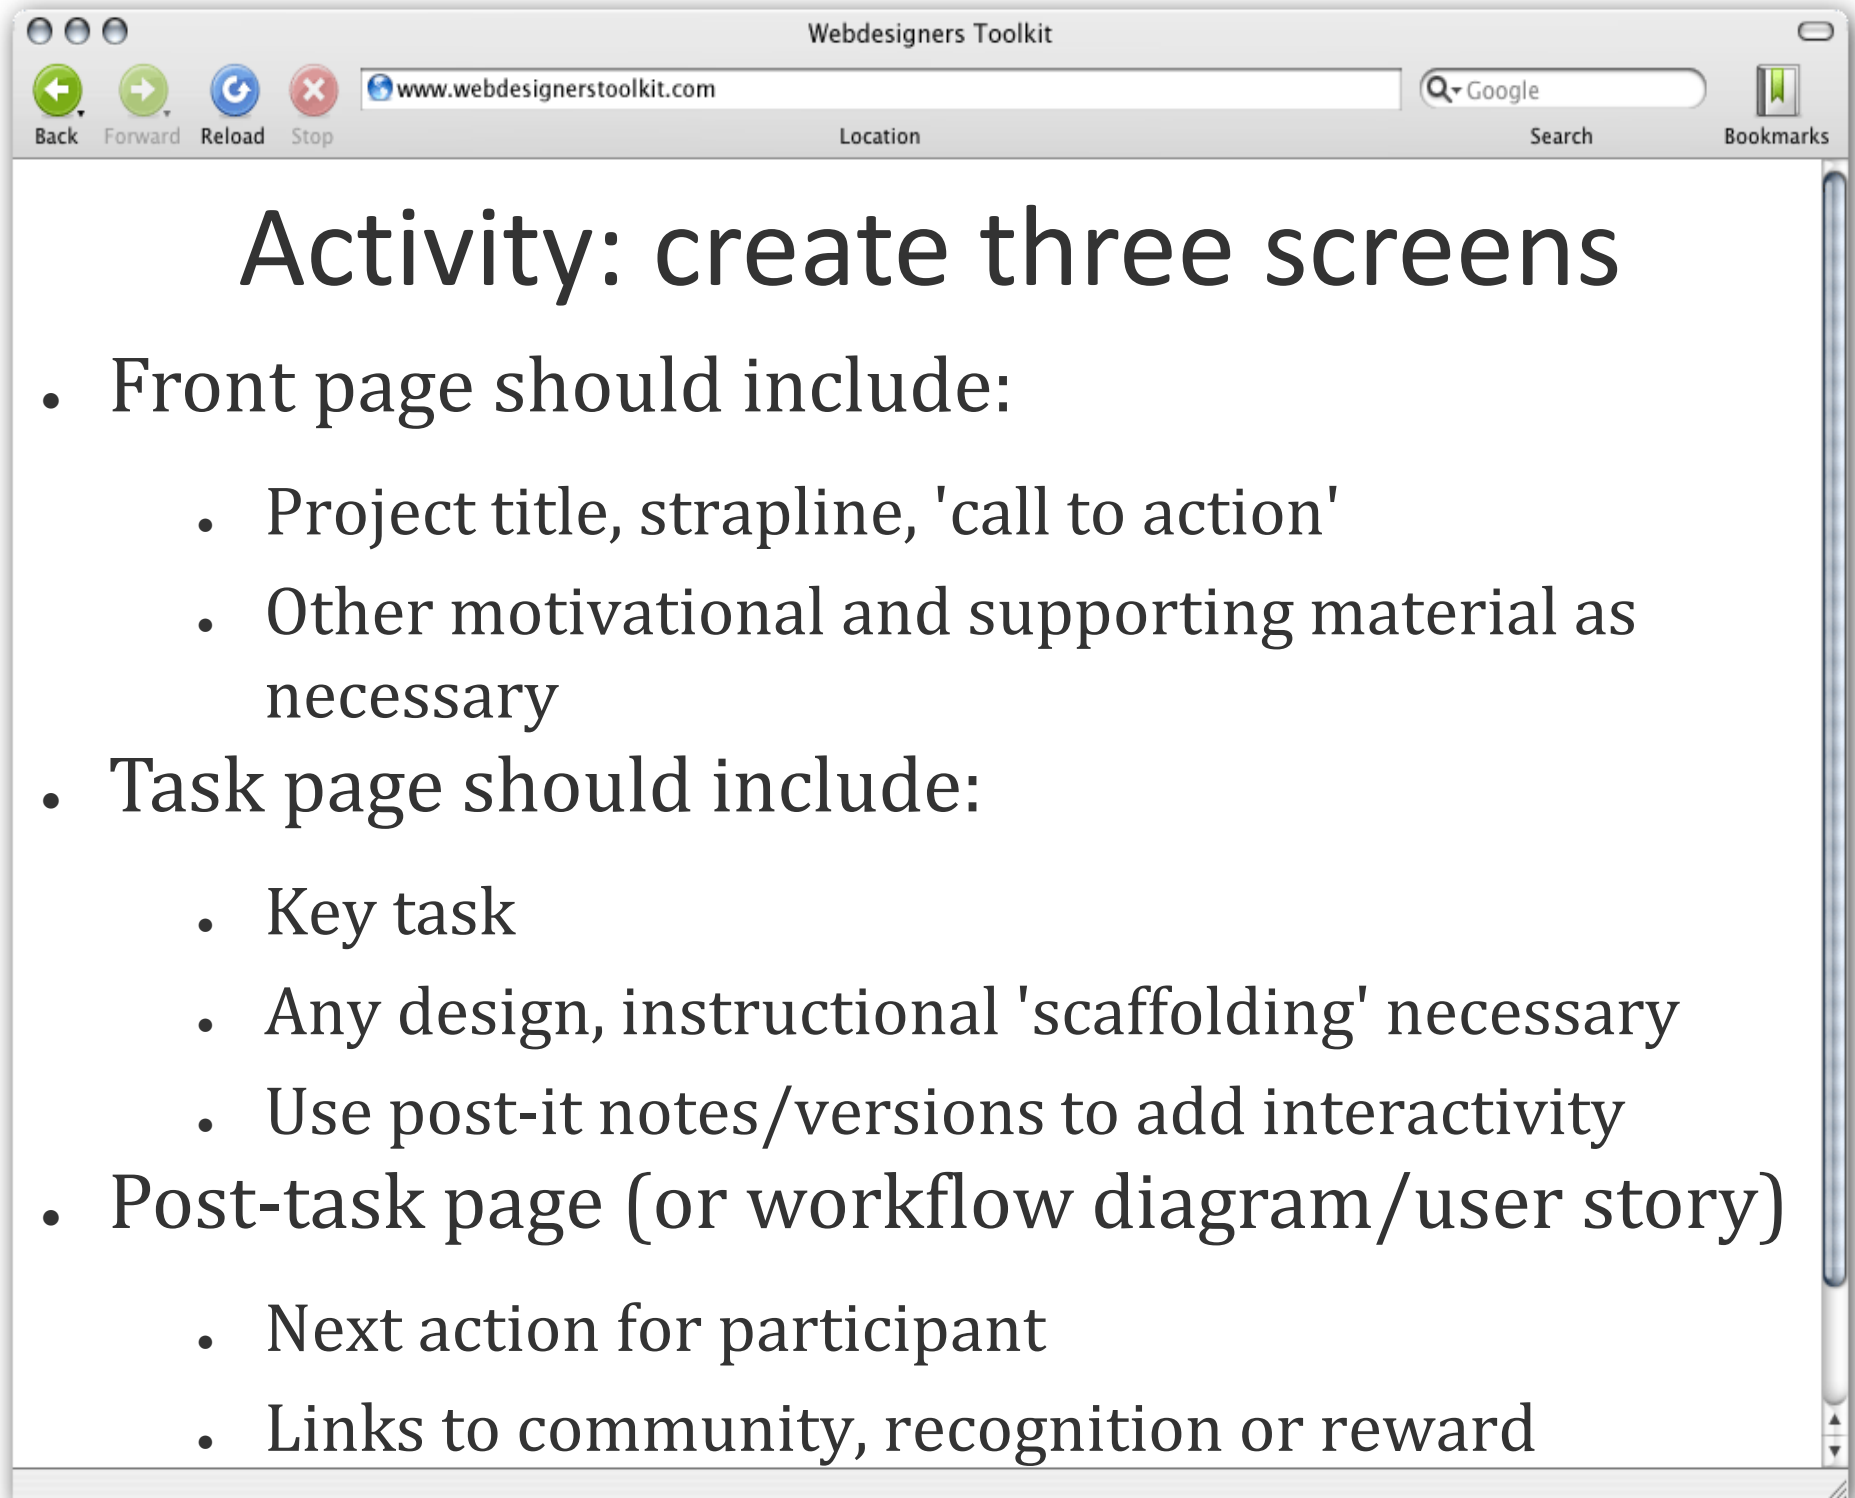 Webdesigners Toolkit
www.webdesignerstoolkit.com
Google
Back
Forward
Reload
Stop
Location
Search
Bookmarks
Activity: create three screens
• Front page should include:
• Project title, strapline, 'call to action'
• Other motivational and supporting material as
necessary
• Task page should include:
• Key task
• Any design, instructional 'scaffolding' necessary
• Use post-it notes/versions to add interactivity
• Post-task page (or workflow diagram/user story)
• Next action for participant
• Links to community, recognition or reward